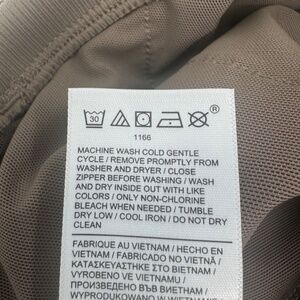 30
®
1166
MACHINE WASH COLD GENTLE
CYCLE / REMOVE PROMPTLY FROM
WASHER AND DRYER / CLOSE
ZIPPER BEFORE WASHING / WASH
AND DRY INSIDE OUT WITH LIKE
COLORS / ONLY NON-CHLORINE
BLEACH WHEN NEEDED / TUMBLE
DRY LOW / COOL IRON / DO NOT DRY
CLEAN
FABRIQUE AU VIETNAM / HECHO EN
VIETNAM / FABRICADO NO VIETNÃ
/ ΚΑΤΑΣΚΕΥΑΣΤΗΚΕ ΣΤΟ ΒΙΕΤΝΑΜ /
VYROBENO VE VIETNAMU /
ПРОИЗВЕДЕНО ВЪВ ВИЕТНАМ /
WYPRODUKOWANO W